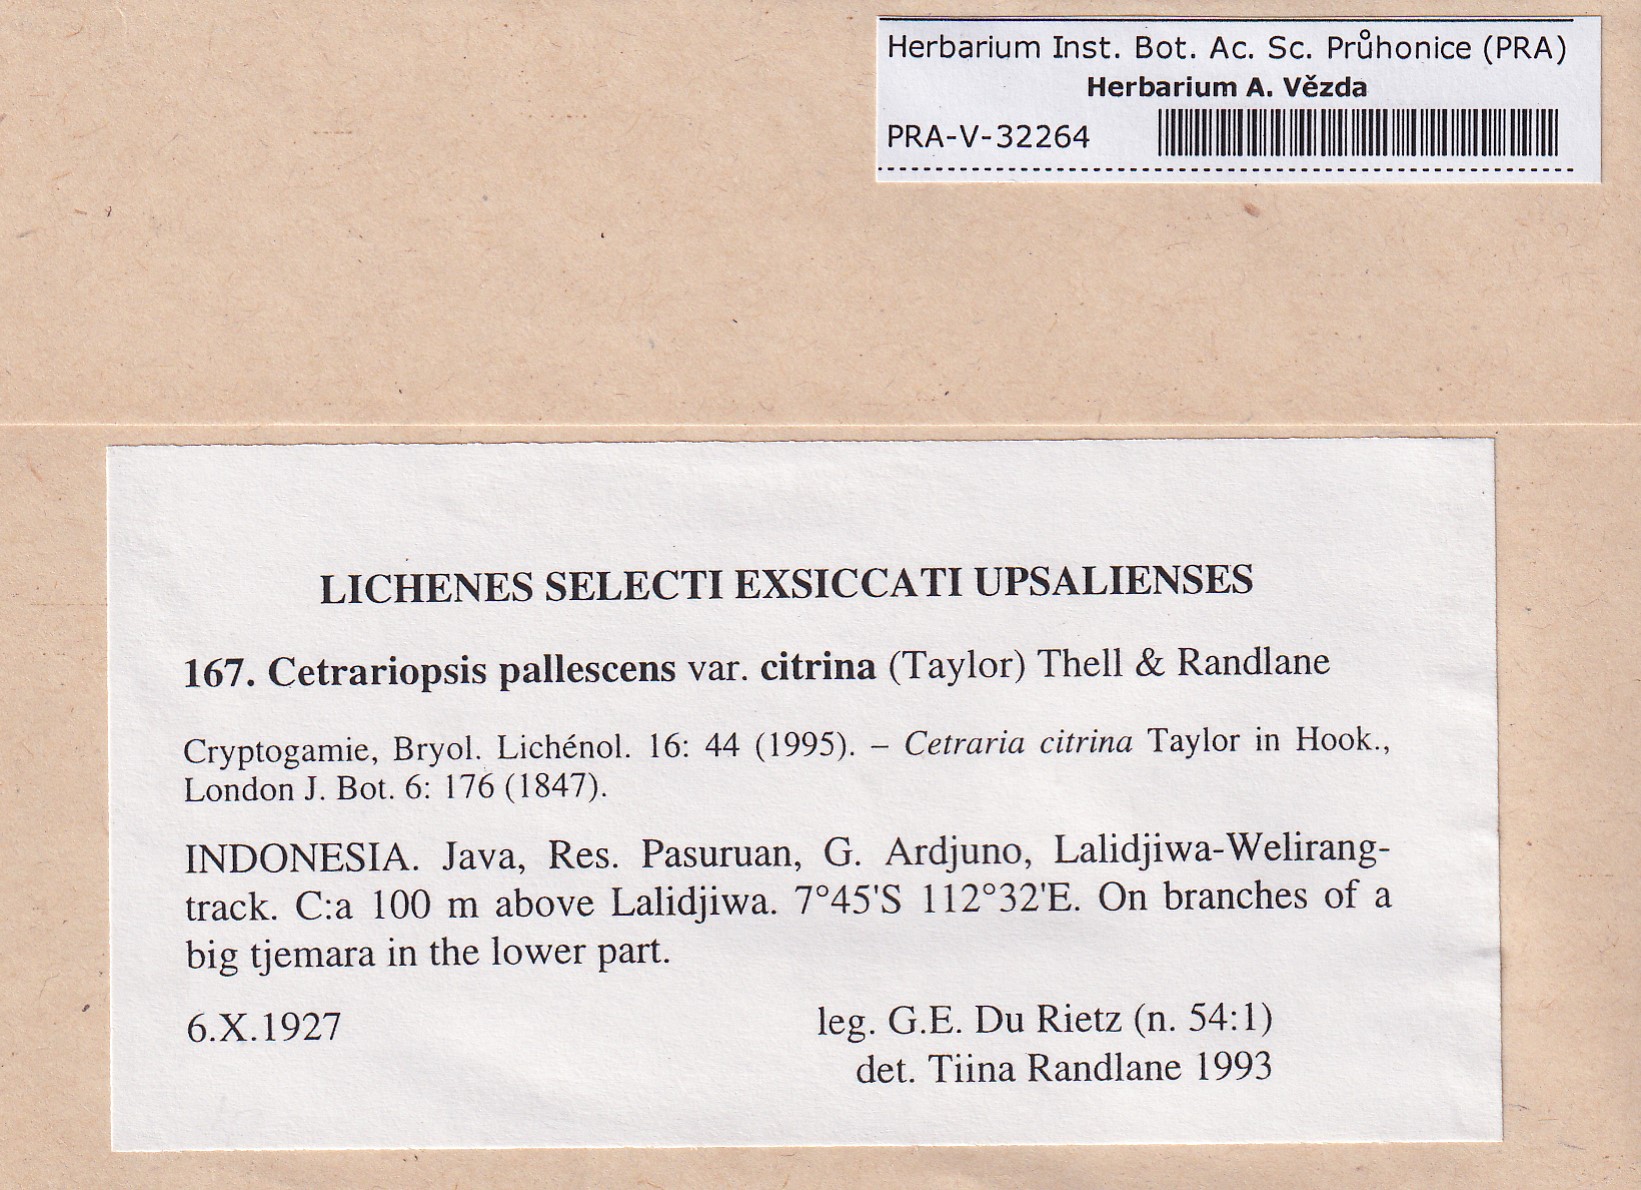 Herbarium Inst. Bot. Ac. Sc. Průhonice (PRA)
Herbarium A. Vězda
PRA-V-32264
LICHENES SELECTI EXSICCATI UPSALIENSES
167. Cetrariopsis pallescens var. citrina (Taylor) Thell & Randlane
Cryptogamie, Bryol. Lichénol. 16: 44 (1995). – Cetraria citrina Taylor in Hook.,
London J. Bot. 6: 176 (1847).
INDONESIA. Java, Res. Pasuruan, G. Ardjuno, Lalidjiwa-Welirang-
track. C:a 100 m above Lalidjiwa. 7°45'S 112°32'E. On branches of a
big tjemara in the lower part.
6.X.1927
leg. G.E. Du Rietz (n. 54:1)
det. Tiina Randlane 1993